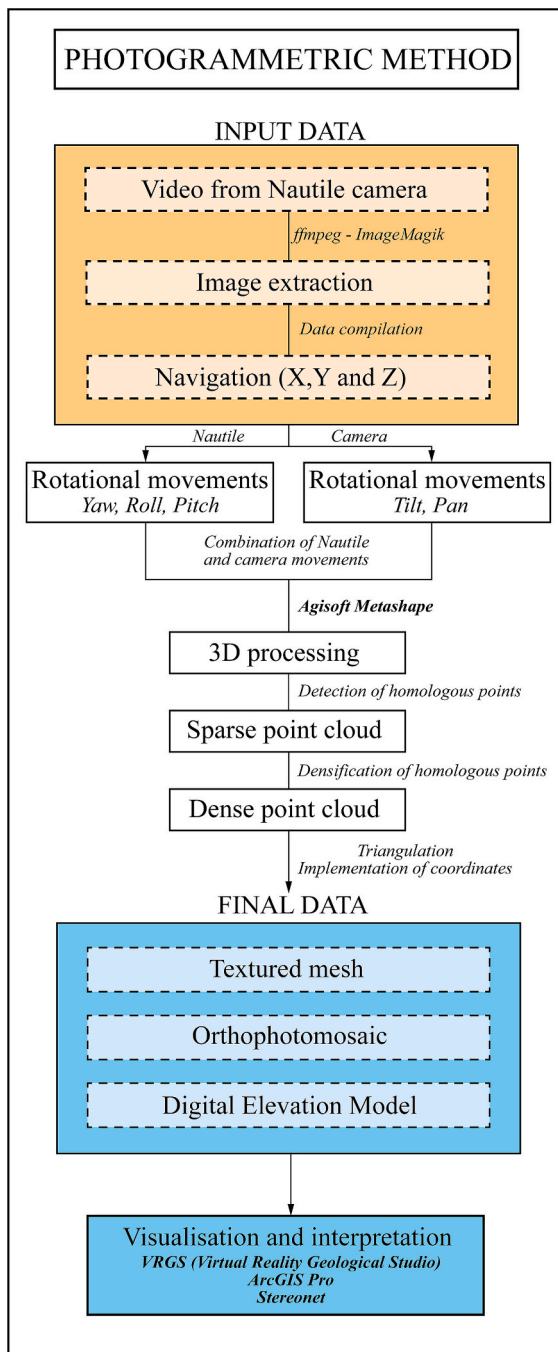 PHOTOGRAMMETRIC METHOD
INPUT DATA
Video from Nautile camera
ffmpeg - ImageMagik
Image extraction
Data compilation
Navigation (X,Y and Z)
Nautile
Camera
Rotational movements
Yaw, Roll, Pitch
Rotational movements
Tilt, Pan
Combination of Nautile
and camera movements
Agisoft Metashape
3D processing
Detection of homologous points
Sparse point cloud
Densification of homologous points
Dense point cloud
Triangulation
Implementation of coordinates
FINAL DATA
Textured mesh
Orthophotomosaic
Digital Elevation Model
Visualisation and interpretation
VRGS (Virtual Reality Geological Studio)
ArcGIS Pro
Stereonet